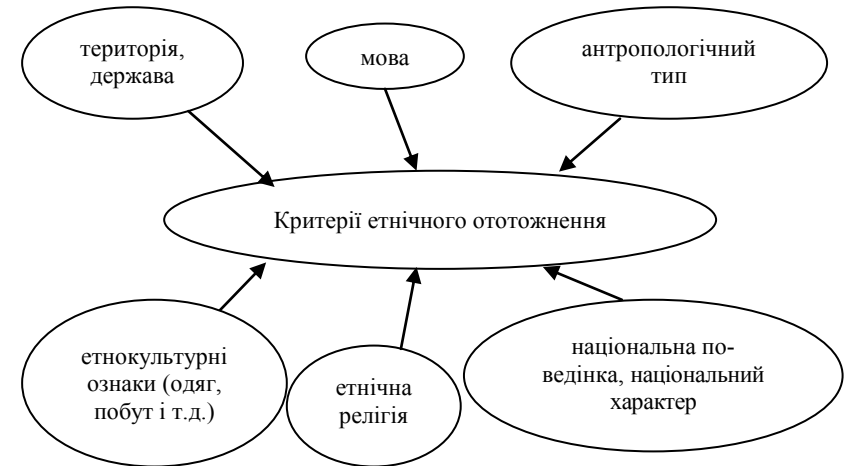 територія,
держава
мова
антропологічний
тип
Критерії етнічного ототожнення
етнокультурні
ознаки (одяг,
побут і т.д.)
етнічна
релігія
національна по-
ведінка, національний
характер